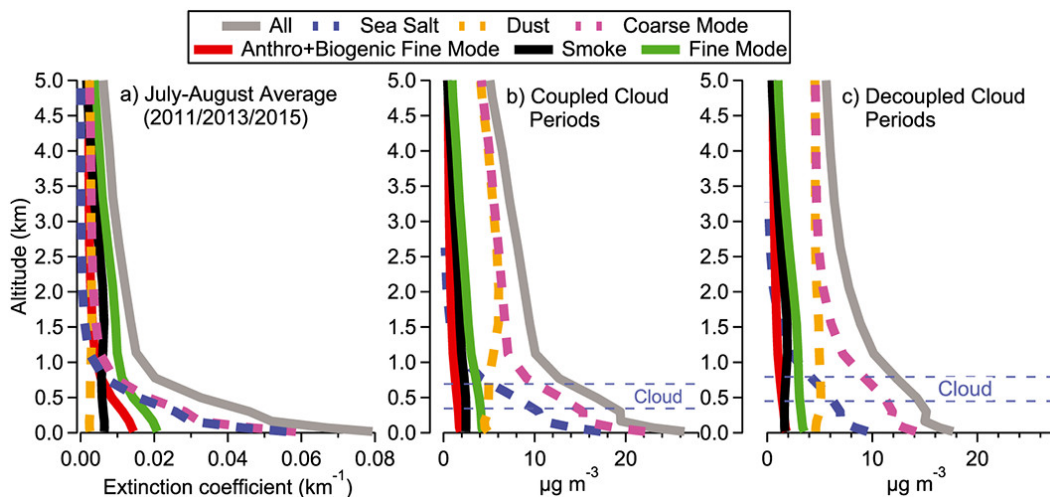 All Sea Salt Dust Coarse Mode
Anthro+Biogenic Fine Mode Smoke Fine Mode
a) July-August Average
(2011/2013/2015)
Altitude (km)
5.0
4.5
4.0
3.5
3.0
2.5
2.0
1.5
1.0
0.5
0.0
0.00 0.02 0.04 0.06 0.08
Extinction coefficient (km⁻¹)
b) Coupled Cloud
Periods
5.0
4.5
4.0
3.5
3.0
2.5
2.0
1.5
1.0
0.5
0.0
Cloud
0 10 20
µg m⁻³
c) Decoupled Cloud
Periods
5.0
4.5
4.0
3.5
3.0
2.5
2.0
1.5
1.0
0.5
0.0
Cloud
0 10 20
µg m⁻³